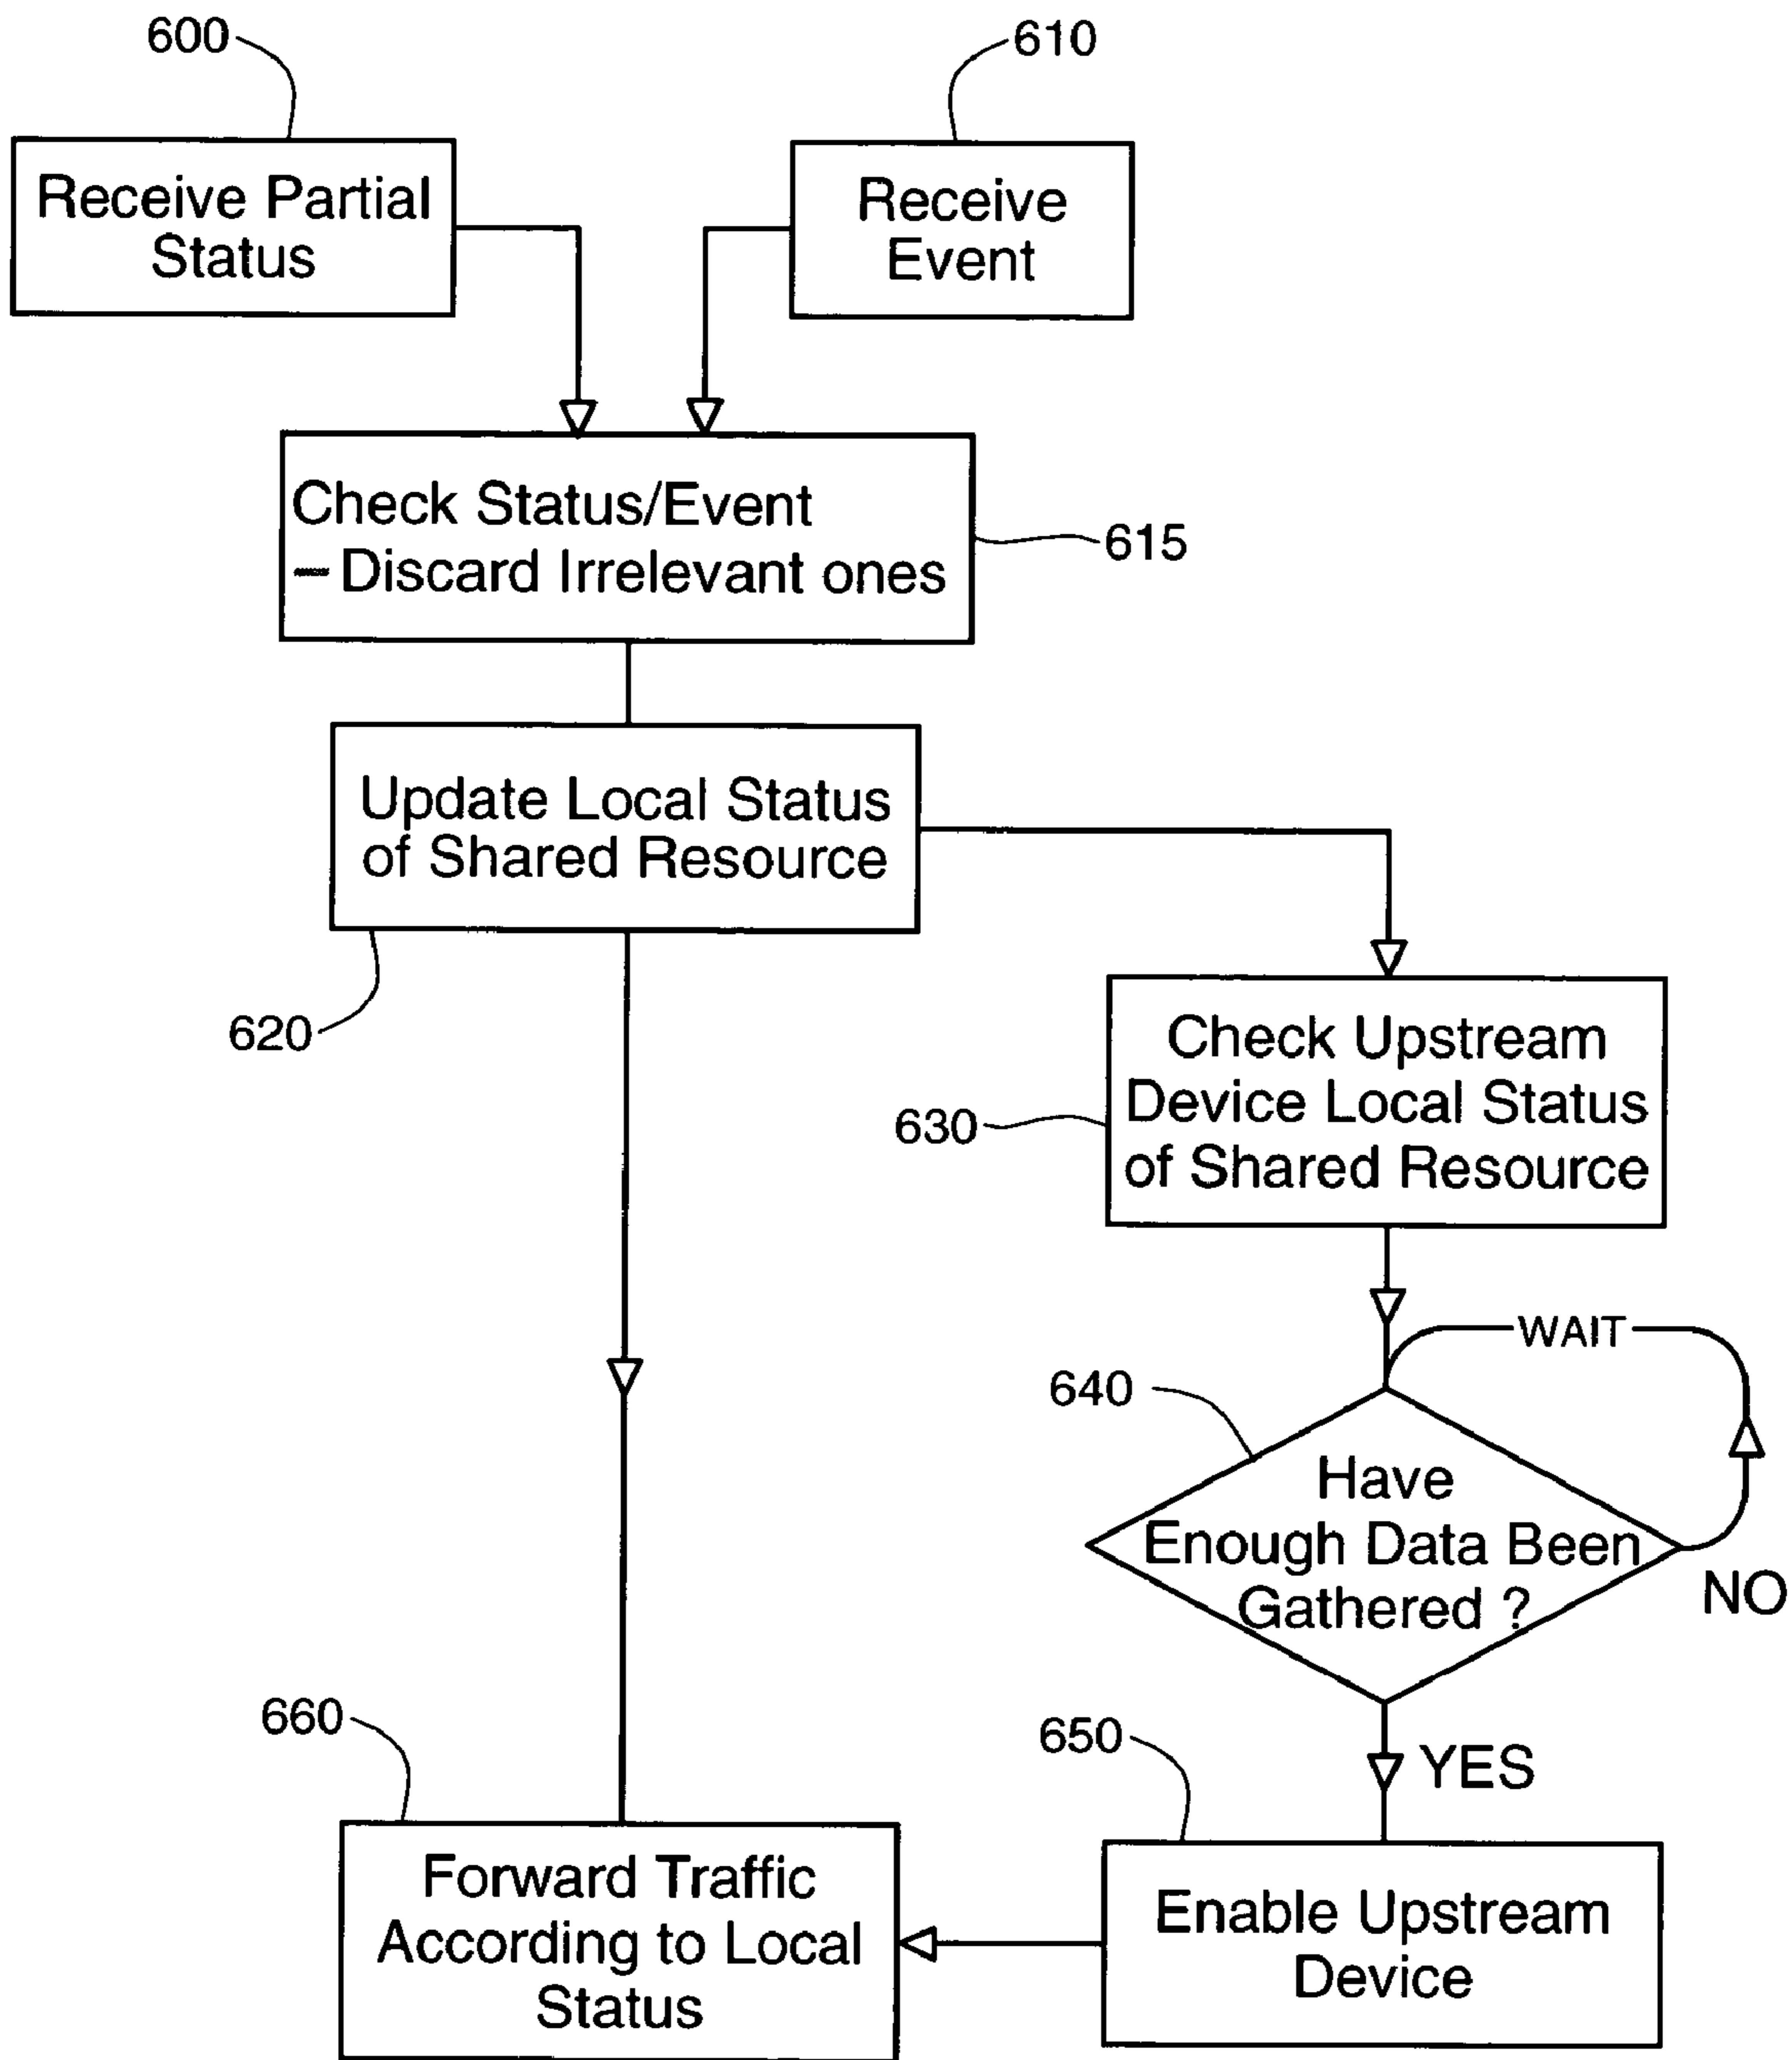 600
610
Receive Partial
Status
Receive
Event
Check Status/Event
– Discard Irrelevant ones
615
Update Local Status
of Shared Resource
620
Check Upstream
Device Local Status
of Shared Resource
630
WAIT
640
Have
Enough Data Been
Gathered ?
NO
YES
650
660
Forward Traffic
According to Local
Status
Enable Upstream
Device